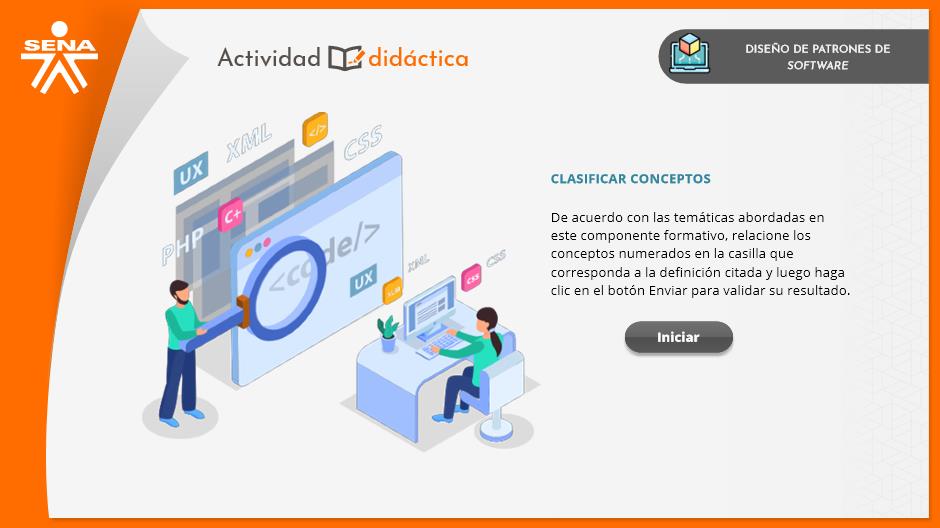 SENA
Actividad didáctica
DISEÑO DE PATRONES DE
SOFTWARE
UX
XML
</>
CSS
C+
PHP
<code/>
UX
XML
XLM
CSS
CSS
CLASIFICAR CONCEPTOS
De acuerdo con las temáticas abordadas en
este componente formativo, relacione los
conceptos numerados en la casilla que
corresponda a la definición citada y luego haga
clic en el botón Enviar para validar su resultado.
Iniciar